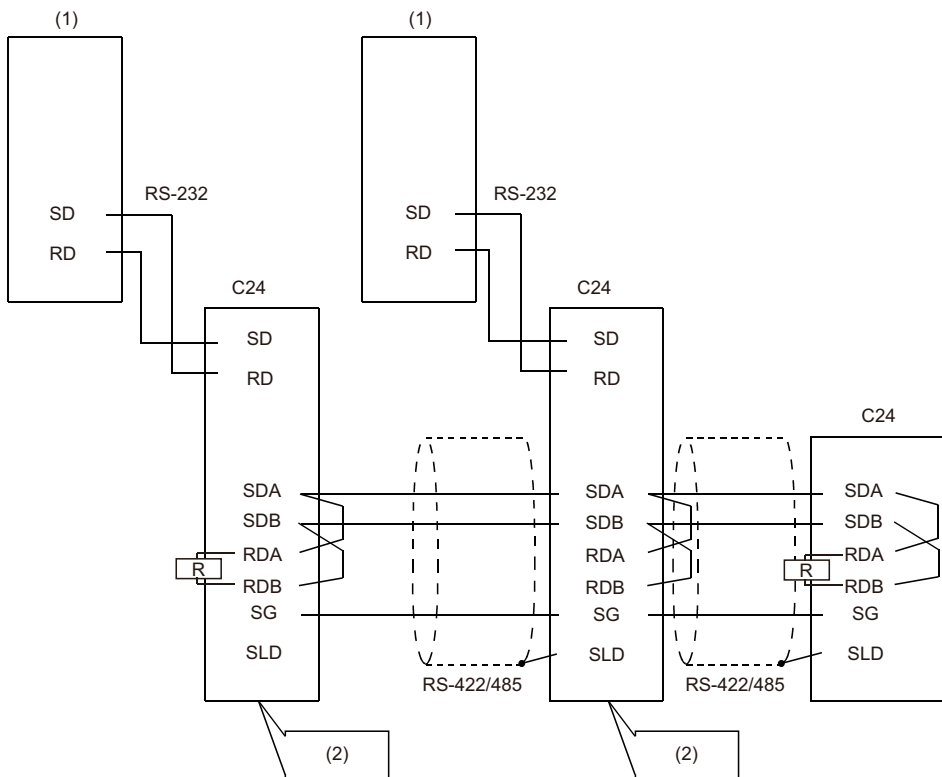 (1)
SD
RD
RS-232
C24
SD
RD
SDA
SDB
RDA
RDB
SG
SLD
R
(2)
(1)
SD
RD
RS-232
C24
SD
RD
SDA
SDB
RDA
RDB
SG
SLD
RS-422/485
(2)
C24
SDA
SDB
RDA
RDB
SG
SLD
R
RS-422/485